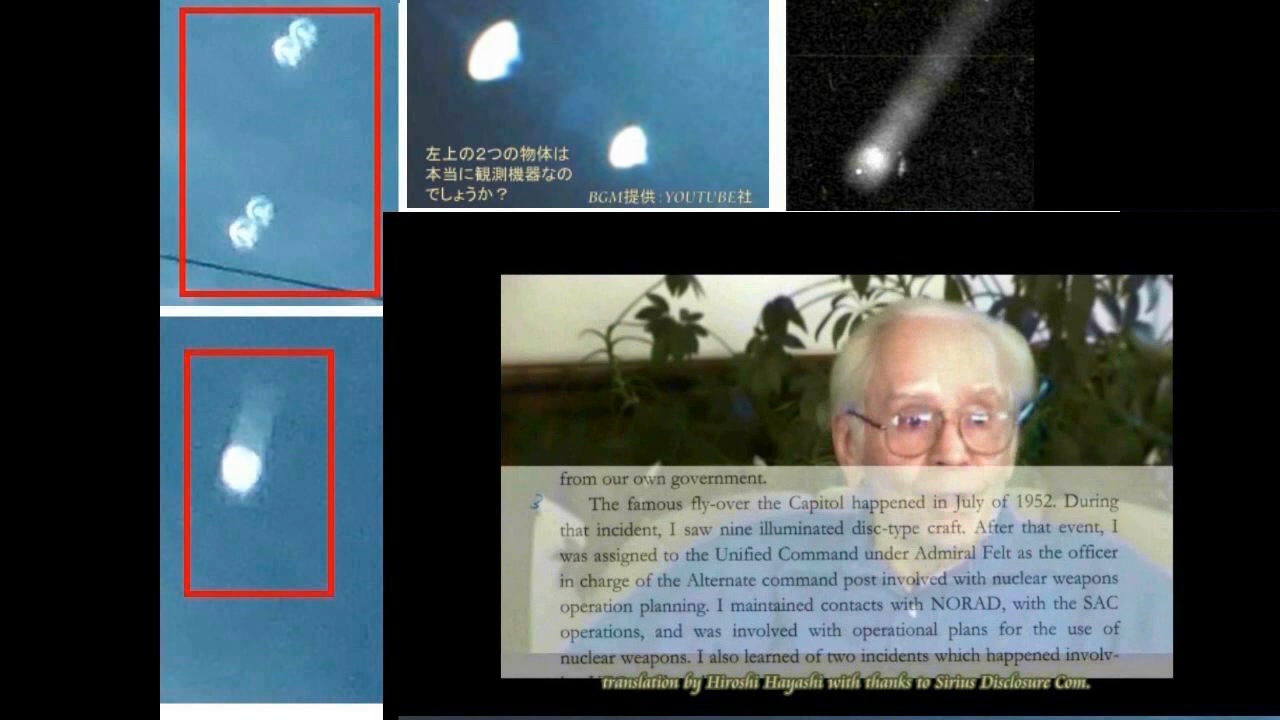 左上の2つの物体は
本当に観測機器なの
でしょうか？
BGM提供：YOUTUBE社
from our own government.
The famous fly-over the Capitol happened in July of 1952. During
that incident, I saw nine illuminated disc-type craft. After that event, I
was assigned to the Unified Command under Admiral Felt as the officer
in charge of the Alternate command post involved with nuclear weapons
operation planning. I maintained contacts with NORAD, with the SAC
operations, and was involved with operational plans for the use of
nuclear weapons. I also learned of two incidents which happened involv-
translation by Hiroshi Hayashi with thanks to Sirius Disclosure Com.